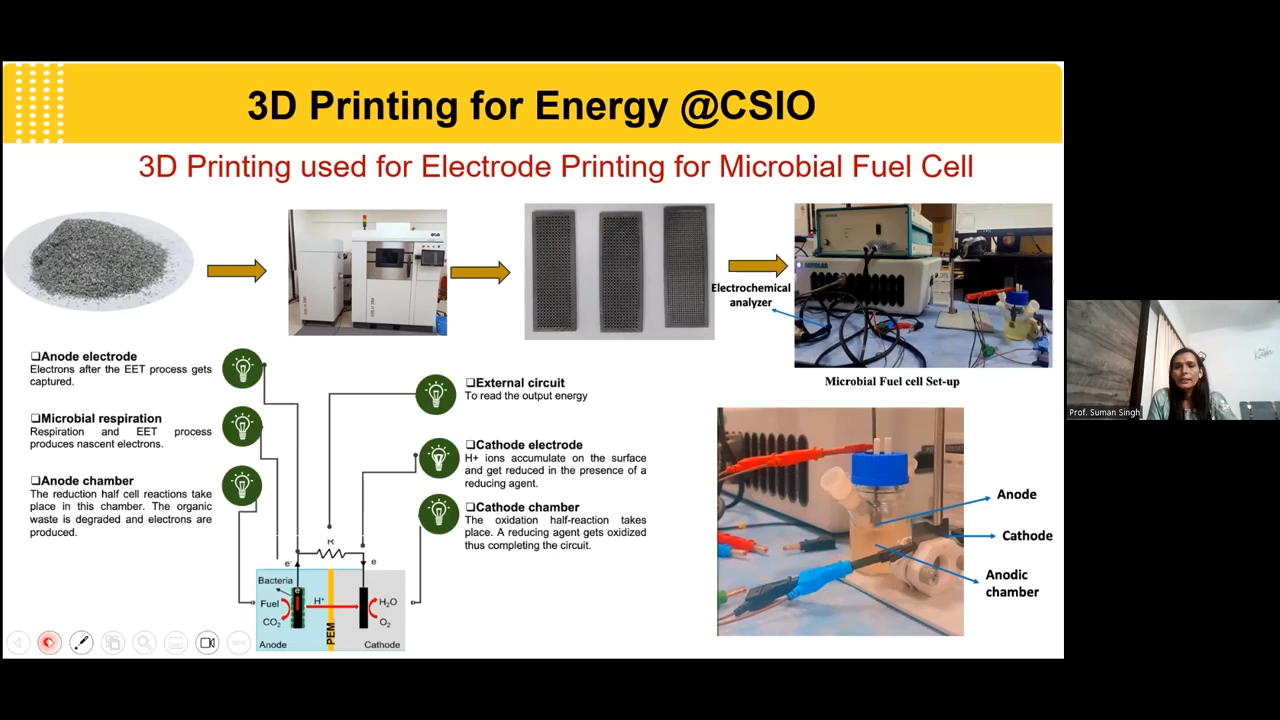 3D Printing for Energy @CSIO
3D Printing used for Electrode Printing for Microbial Fuel Cell
Electrochemical
analyzer
Microbial Fuel cell Set-up
❑Anode electrode
Electrons after the EET process gets
captured.
❑Microbial respiration
Respiration and EET process
produces nascent electrons.
❑Anode chamber
The reduction half cell reactions take
place in this chamber. The organic
waste is degraded and electrons are
produced.
❑External circuit
To read the output energy
❑Cathode electrode
H+ ions accumulate on the surface
and get reduced in the presence of a
reducing agent.
❑Cathode chamber
The oxidation half-reaction takes
place. A reducing agent gets oxidized
thus completing the circuit.
R
e-
e
Bacteria
e-
Fuel
H+
H2O
CO2
O2
PEM
Anode
Cathode
Anode
Cathode
Anodic
chamber
Prof. Suman Singh